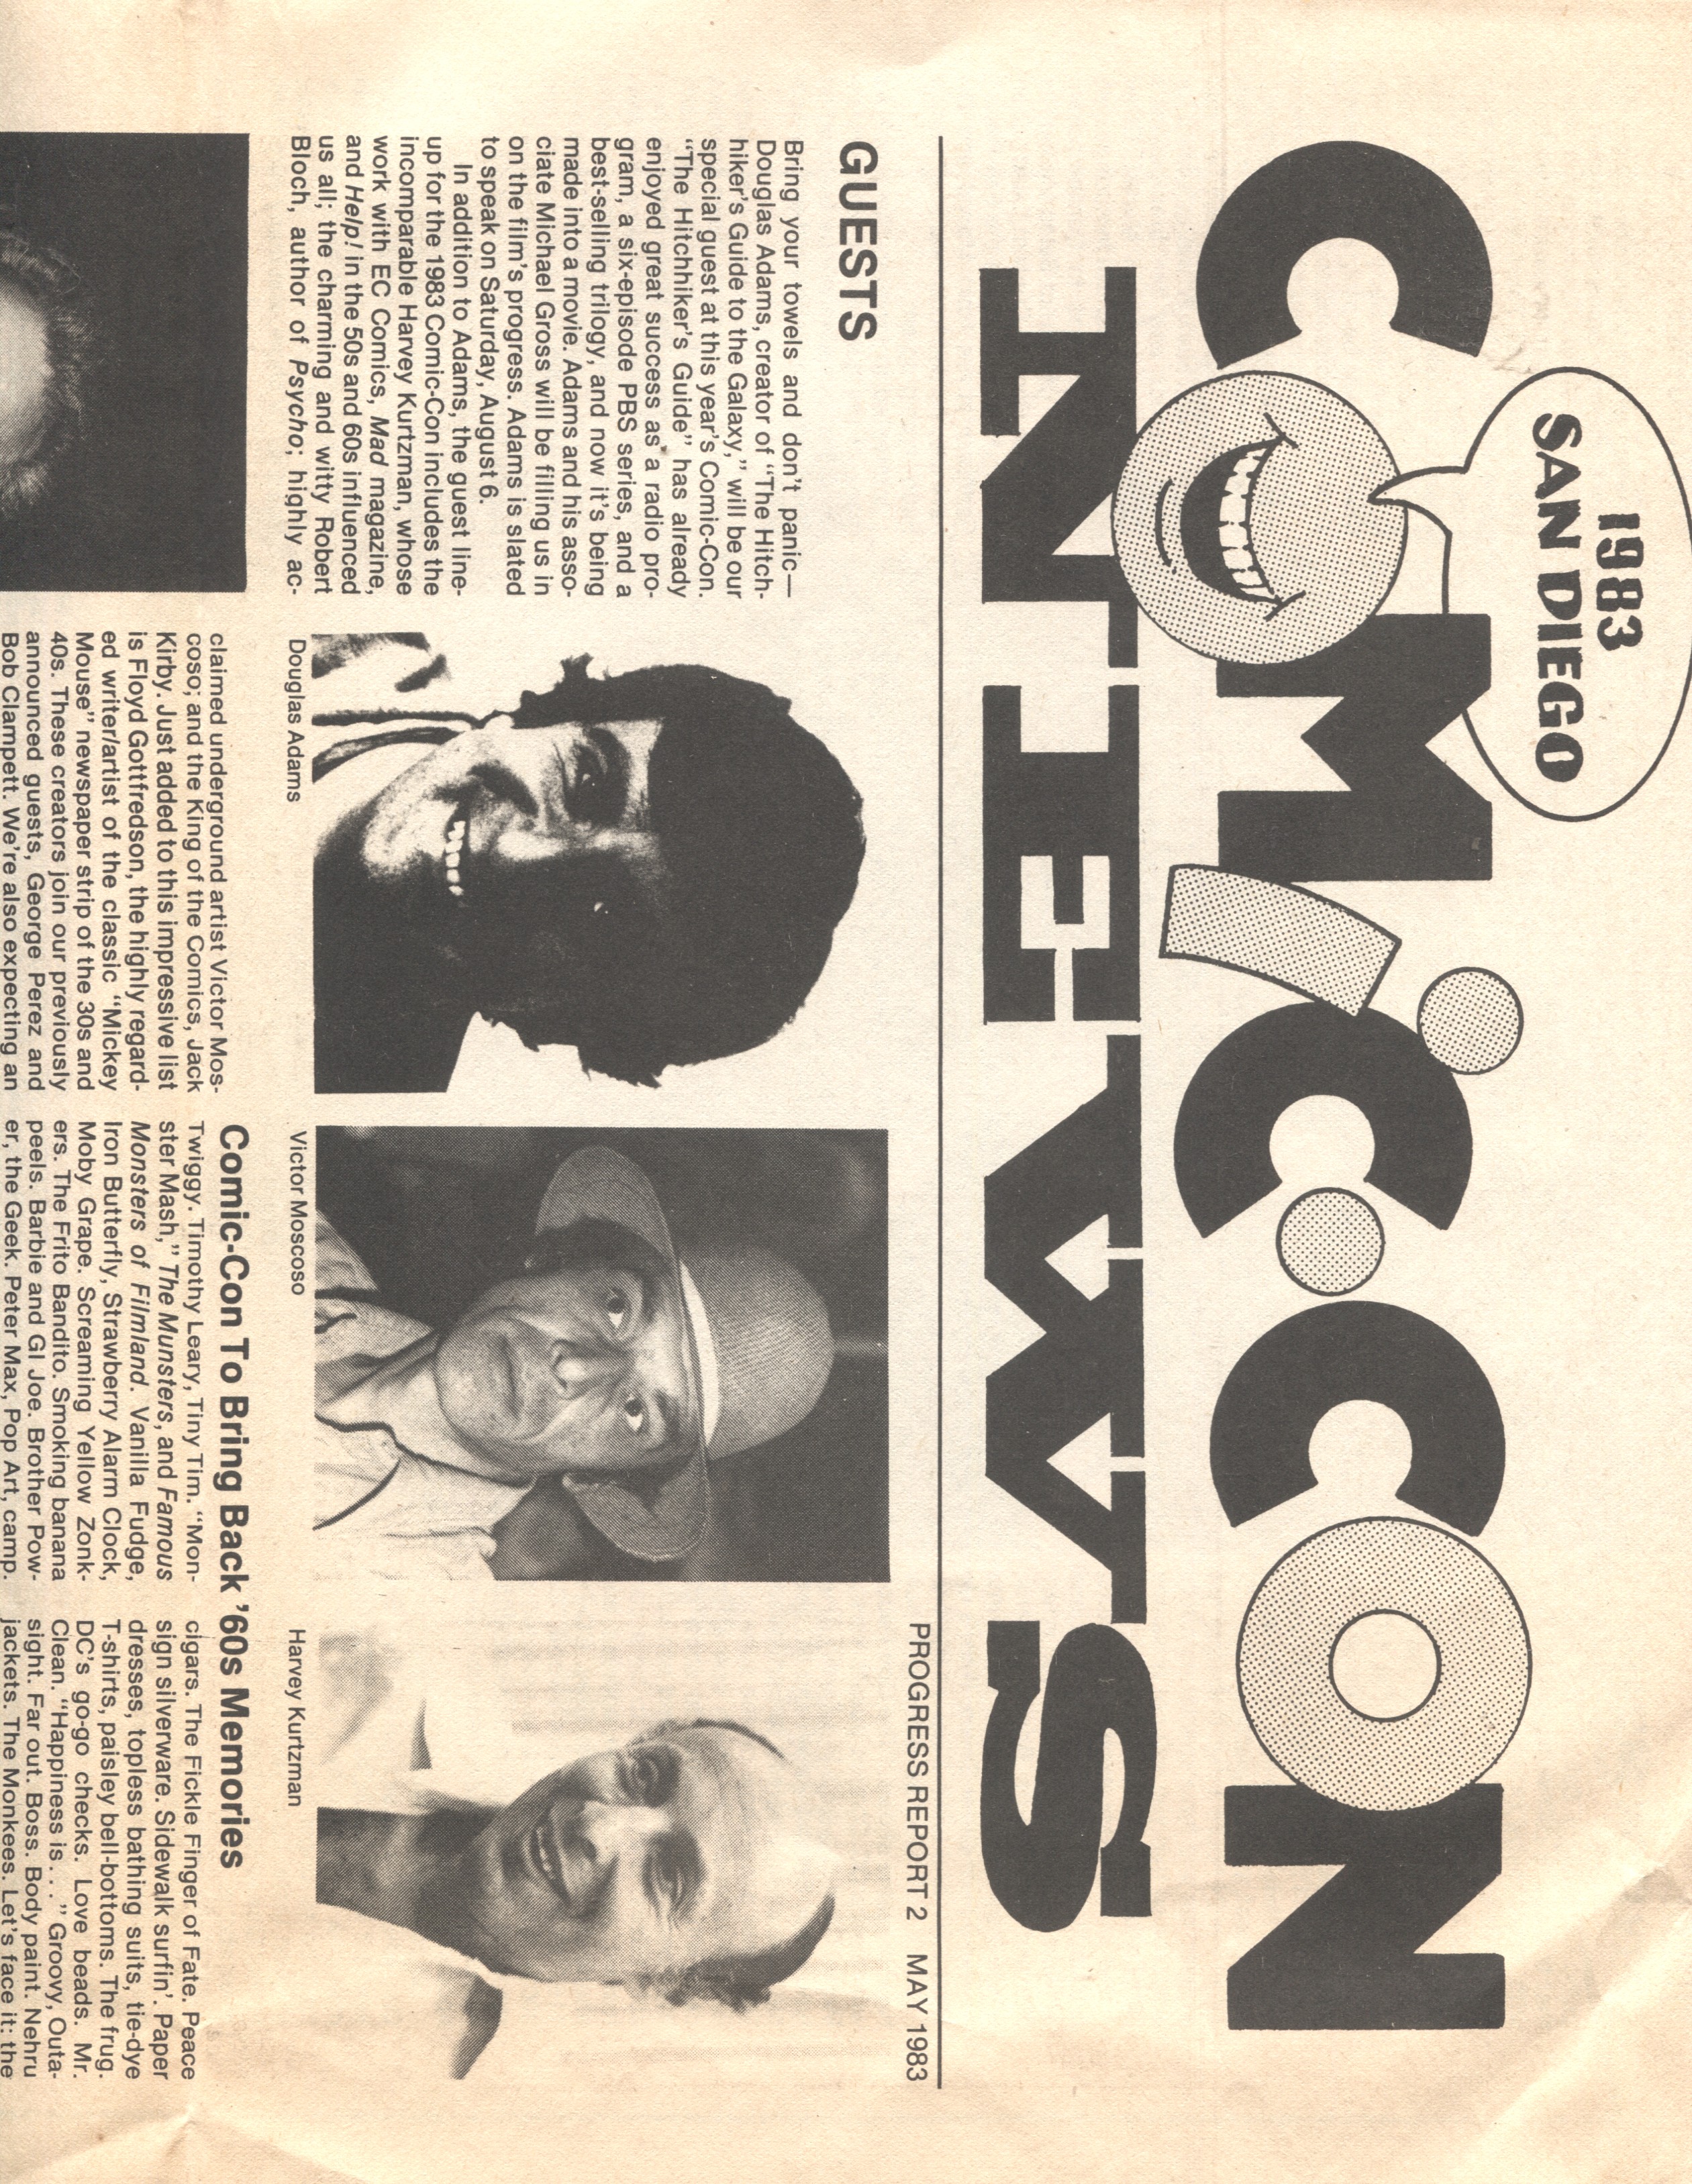 1983
SAN DIEGO
COMiC·CON
NEWS
PROGRESS REPORT 2 MAY 1983
GUESTS
Bring your towels and don't panic—
Douglas Adams, creator of "The Hitch-
hiker's Guide to the Galaxy," will be our
special guest at this year's Comic-Con.
"The Hitchhiker's Guide" has already
enjoyed great success as a radio pro-
gram, a six-episode PBS series, and a
best-selling trilogy, and now it's being
made into a movie. Adams and his asso-
ciate Michael Gross will be filling us in
on the film's progress. Adams is slated
to speak on Saturday, August 6.
In addition to Adams, the guest line-
up for the 1983 Comic-Con includes the
incomparable Harvey Kurtzman, whose
work with EC Comics, Mad magazine,
and Help! in the 50s and 60s influenced
us all; the charming and witty Robert
Bloch, author of Psycho; highly ac-
Douglas Adams
claimed underground artist Victor Mos-
coso; and the King of the Comics, Jack
Kirby. Just added to this impressive list
is Floyd Gottfredson, the highly regard-
ed writer/artist of the classic "Mickey
Mouse" newspaper strip of the 30s and
40s. These creators join our previously
announced guests, George Perez and
Bob Clampett. We're also expecting an
Victor Moscoso
Harvey Kurtzman
Comic-Con To Bring Back '60s Memories
Twiggy. Timothy Leary, Tiny Tim. "Mon-
ster Mash," The Munsters, and Famous
Monsters of Filmland. Vanilla Fudge,
Iron Butterfly, Strawberry Alarm Clock,
Moby Grape. Screaming Yellow Zonk-
ers. The Frito Bandito. Smoking banana
peels. Barbie and GI Joe. Brother Pow-
er, the Geek. Peter Max, Pop Art, camp.
cigars. The Fickle Finger of Fate. Peace
sign silverware. Sidewalk surfin'. Paper
dresses, topless bathing suits, tie-dye
T-shirts, paisley bell-bottoms. The frug.
DC's go-go checks. Love beads. Mr.
Clean. "Happiness is . . ." Groovy, Outa-
sight. Far out. Boss. Body paint. Nehru
jackets. The Monkees. Let's face it: the